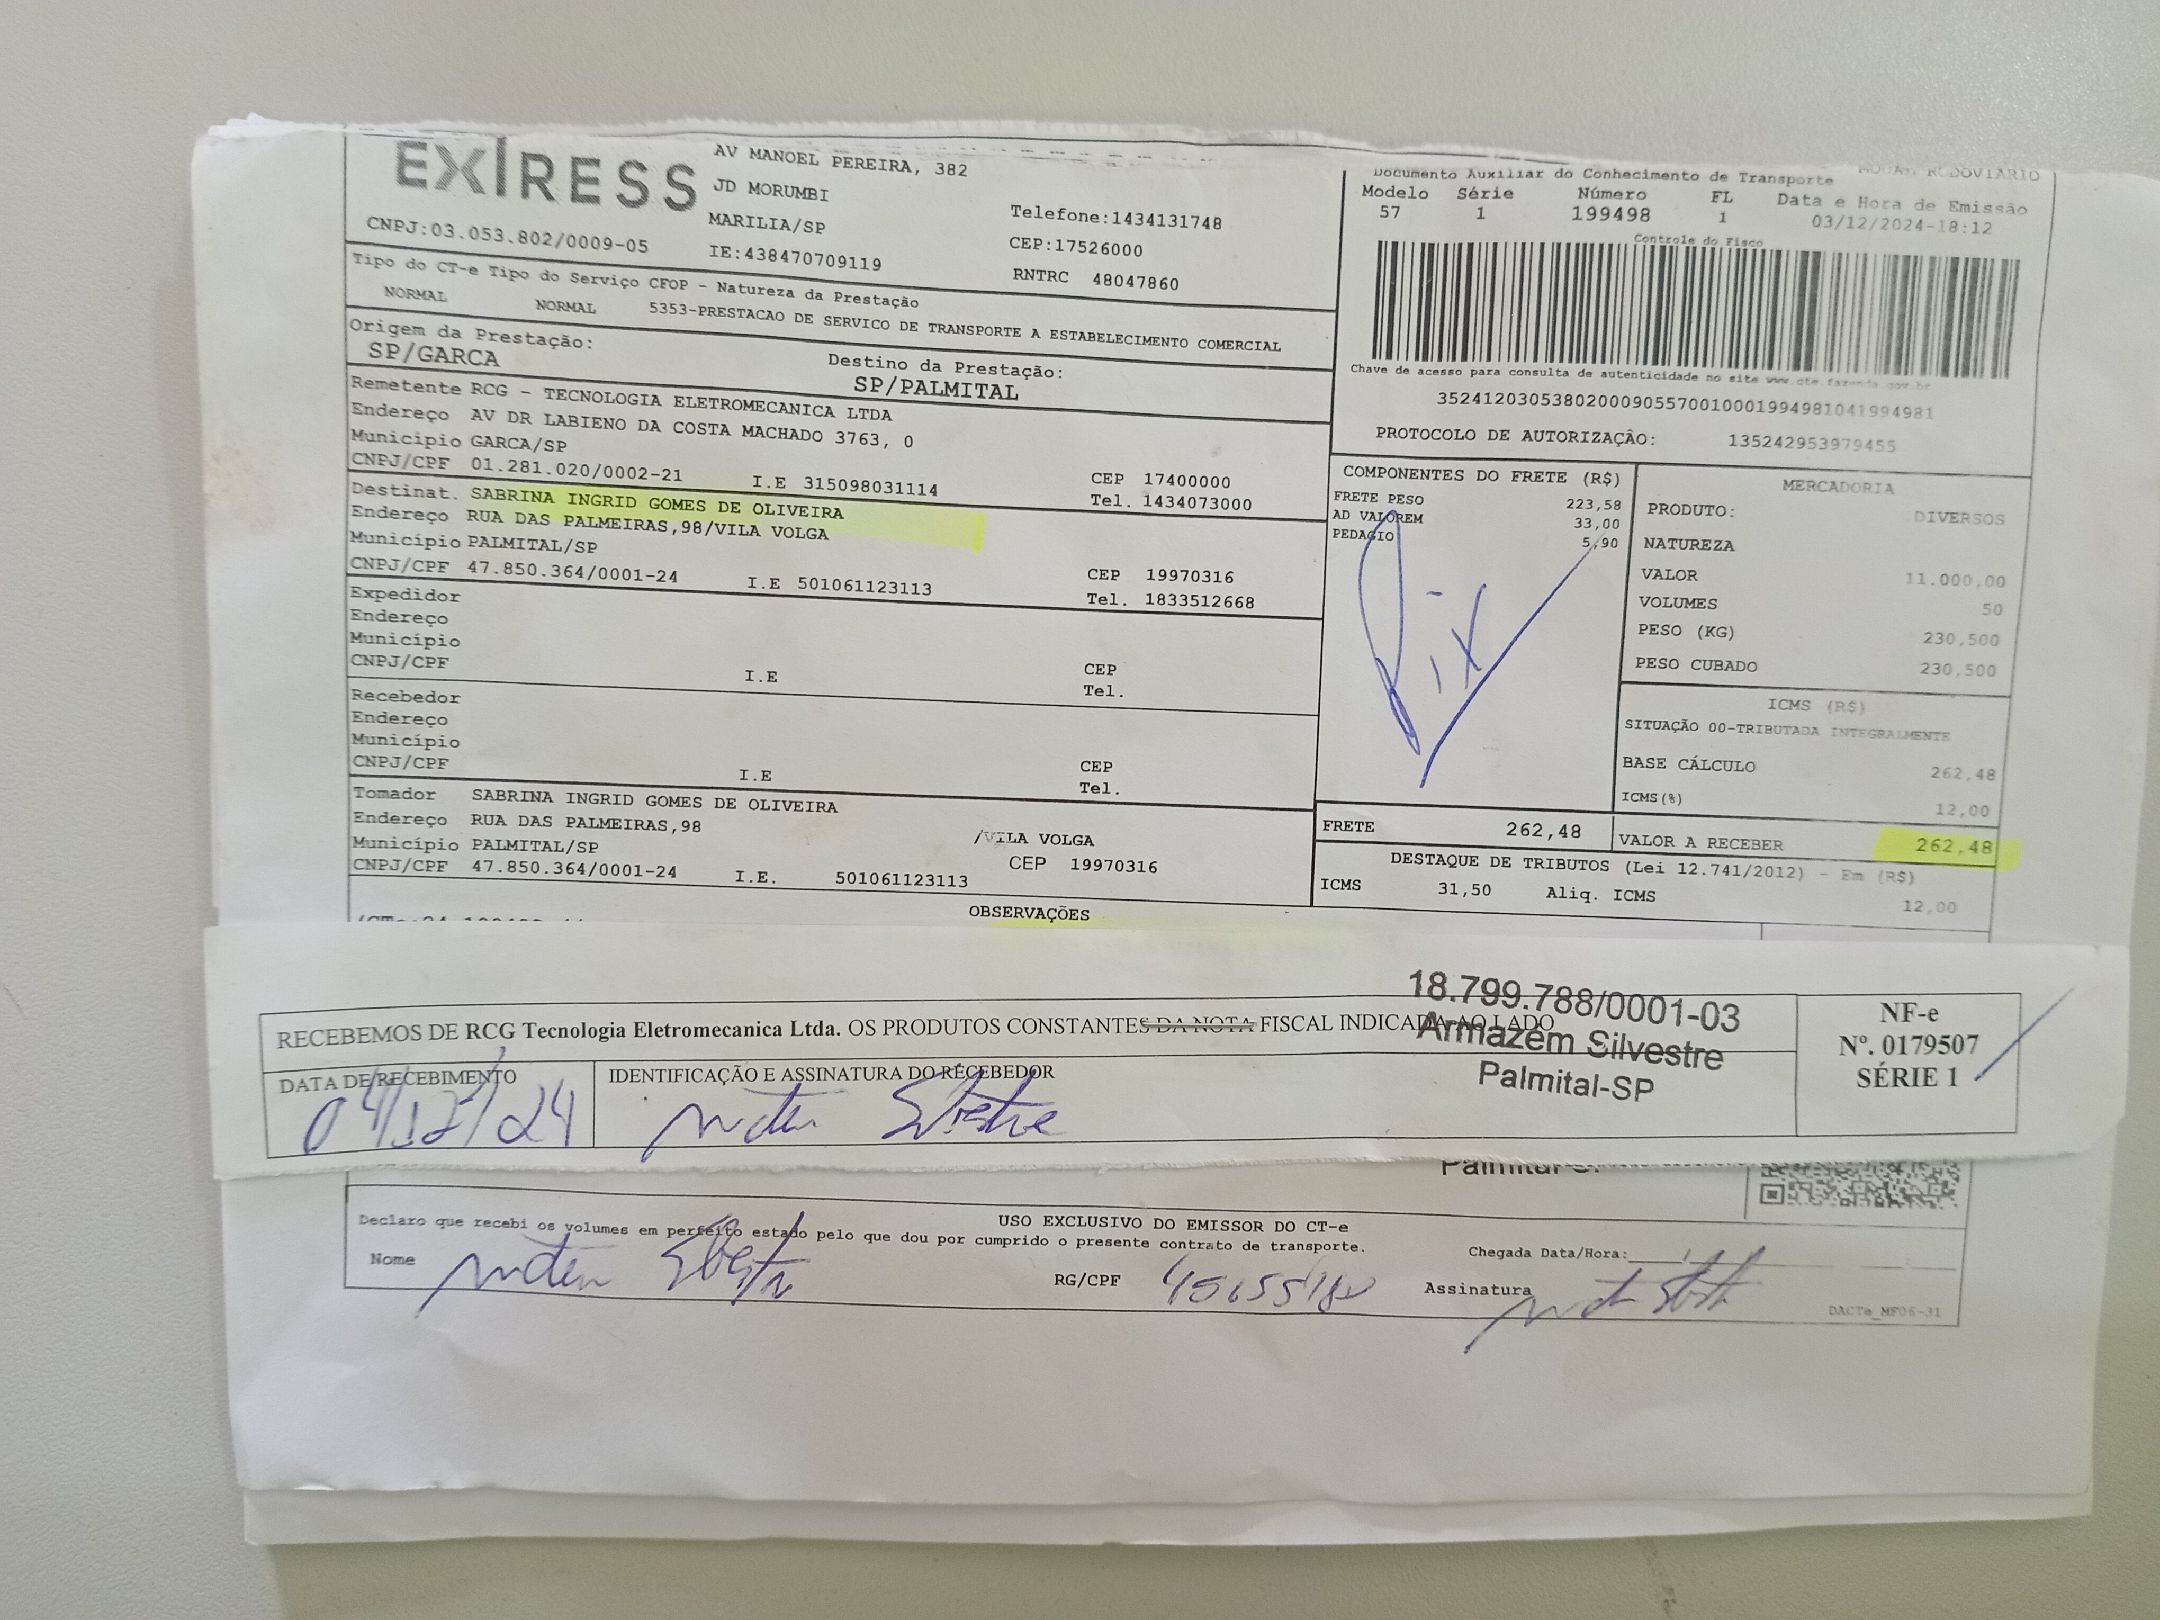 EXPRESS
AV MANOEL PEREIRA, 382
JD MORUMBI
MARILIA/SP
CNPJ:03.053.802/0009-05
IE:438470709119
Telefone:1434131748
CEP:17526000
RNTRC 48047860
Tipo do CT-e Tipo do Serviço CFOP - Natureza da Prestação
NORMAL NORMAL 5353-PRESTACAO DE SERVICO DE TRANSPORTE A ESTABELECIMENTO COMERCIAL
Origem da Prestação:
SP/GARCA
Destino da Prestação:
SP/PALMITAL
Remetente RCG - TECNOLOGIA ELETROMECANICA LTDA
Endereço AV DR LABIENO DA COSTA MACHADO 3763, 0
Município GARCA/SP
CNPJ/CPF 01.281.020/0002-21 I.E 315098031114
CEP 17400000
Tel. 1434073000
Destinat. SABRINA INGRID GOMES DE OLIVEIRA
Endereço RUA DAS PALMEIRAS,98/VILA VOLGA
Município PALMITAL/SP
CNPJ/CPF 47.850.364/0001-24 I.E 501061123113
CEP 19970316
Tel. 1833512668
Expedidor
Endereço
Município
CNPJ/CPF I.E
CEP
Tel.
Recebedor
Endereço
Município
CNPJ/CPF I.E
CEP
Tel.
Tomador SABRINA INGRID GOMES DE OLIVEIRA
Endereço RUA DAS PALMEIRAS,98 /VILA VOLGA
Município PALMITAL/SP CEP 19970316
CNPJ/CPF 47.850.364/0001-24 I.E. 501061123113
OBSERVAÇÕES
MODAL RODOVIARIO
Documento Auxiliar do Conhecimento de Transporte
Modelo Série Número FL Data e Hora de Emissão
57 1 199498 1 03/12/2024-18:12
Controle do Fisco
Chave de acesso para consulta de autenticidade no site www.cte.fazenda.gov.br
35241203053802000905570010001994981041994981
PROTOCOLO DE AUTORIZAÇÃO: 135242953979455
COMPONENTES DO FRETE (R$)
FRETE PESO 223,58
AD VALOREM 33,00
PEDAGIO 5,90
Pix
MERCADORIA
PRODUTO: DIVERSOS
NATUREZA
VALOR 11.000,00
VOLUMES 50
PESO (KG) 230,500
PESO CUBADO 230,500
ICMS (R$)
SITUAÇÃO 00-TRIBUTADA INTEGRALMENTE
BASE CÁLCULO 262,48
ICMS(%) 12,00
FRETE 262,48 VALOR A RECEBER 262,48
DESTAQUE DE TRIBUTOS (Lei 12.741/2012) - Em (R$)
ICMS 31,50 Aliq. ICMS 12,00
18.799.788/0001-03
Armazém Silvestre
Palmital-SP
RECEBEMOS DE RCG Tecnologia Eletromecanica Ltda. OS PRODUTOS CONSTANTES DA NOTA FISCAL INDICADA AO LADO
DATA DE RECEBIMENTO
04/12/24
IDENTIFICAÇÃO E ASSINATURA DO RECEBEDOR
Silvestre
NF-e
Nº. 0179507
SÉRIE 1
Palmital-S
USO EXCLUSIVO DO EMISSOR DO CT-e
Declaro que recebi os volumes em perfeito estado pelo que dou por cumprido o presente contrato de transporte.
Nome
RG/CPF
Chegada Data/Hora:
Assinatura
DACTe_MF06-31